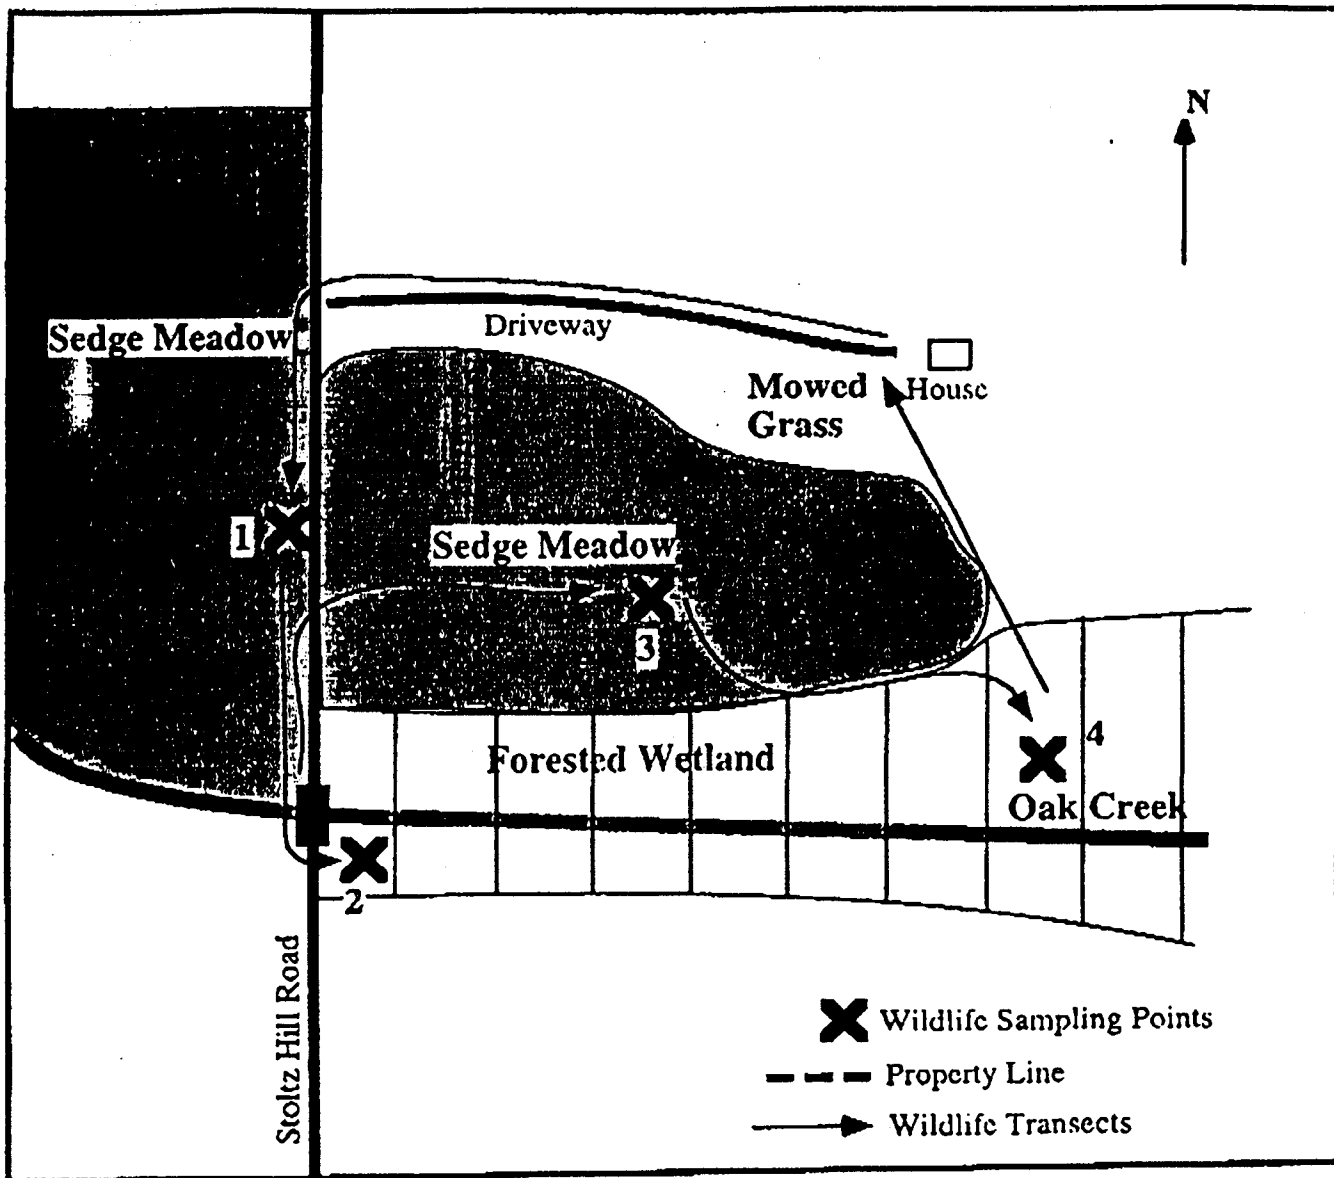 N
Sedge Meadow
Driveway
House
Mowed
Grass
1
Sedge Meadow
3
4
Forested Wetland
Oak Creek
2
Stoltz Hill Road
Wildlife Sampling Points
Property Line
Wildlife Transects